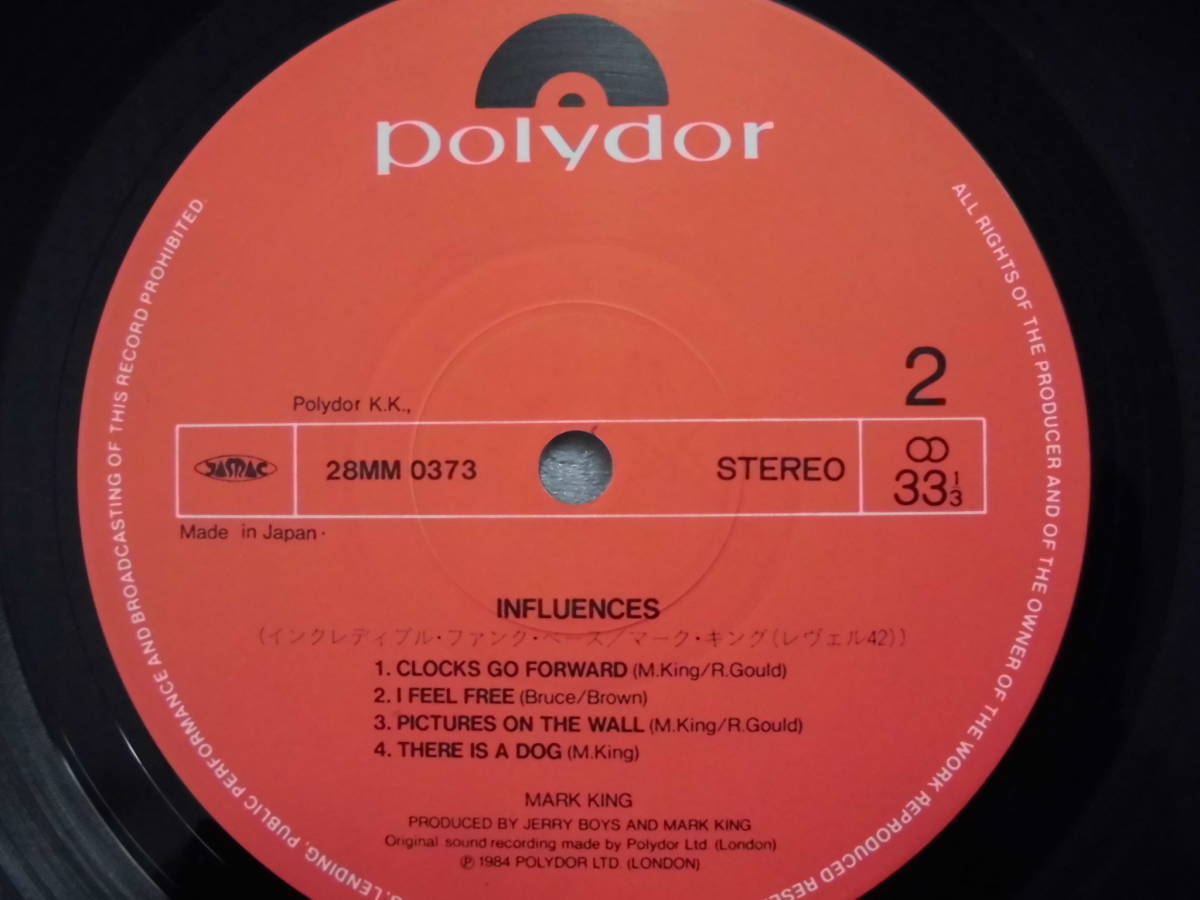 polydor
ALL RIGHTS OF THE PRODUCER AND OF THE OWNER OF THE WORK REPRODUCED RESE
LENDING, PUBLIC PERFORMANCE AND BROADCASTING OF THIS RECORD PROHIBITED.
2
Polydor K.K.,
JASRAC
28MM 0373
STEREO
33 1/3
Made in Japan・
INFLUENCES
(インクレディブル・ファンク・ベース/マーク・キング(レヴェル42))
1. CLOCKS GO FORWARD (M.King/R.Gould)
2. I FEEL FREE (Bruce/Brown)
3. PICTURES ON THE WALL (M.King/R.Gould)
4. THERE IS A DOG (M.King)
MARK KING
PRODUCED BY JERRY BOYS AND MARK KING
Original sound recording made by Polydor Ltd. (London)
℗ 1984 POLYDOR LTD. (LONDON)